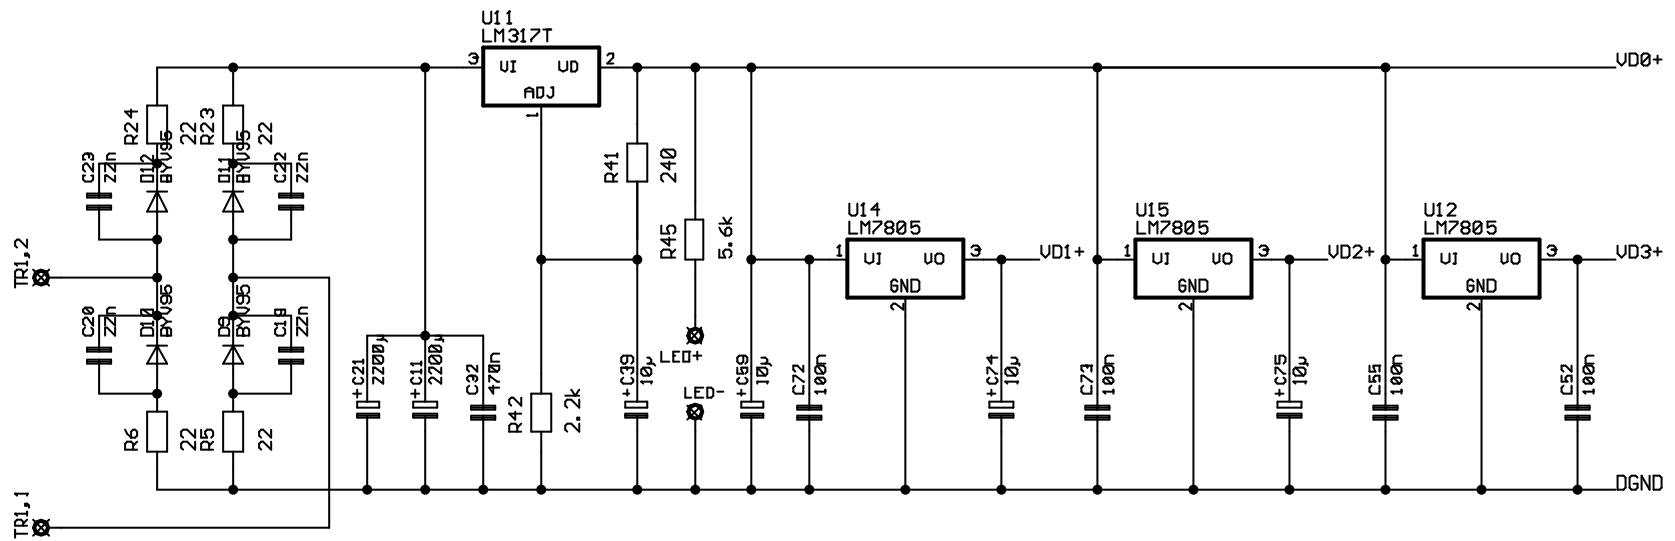 U11
LM317T
3
VI
VD
2
ADJ
1
VD0+
R24
22
R23
22
C23
22n
D12
BYV95
D11
BYV95
C22
22n
R41
240
R45
5.6k
U14
LM7805
1
VI
VO
3
GND
2
VD1+
U15
LM7805
1
VI
VO
3
GND
2
VD2+
U12
LM7805
1
VI
VO
3
GND
2
VD3+
TR1,2
C20
22n
D10
BYV95
D9
BYV95
C19
22n
LED+
LED-
+
C21
2200µ
+
C11
2200µ
C32
470n
R42
2.2k
+
C39
10µ
+
C59
10µ
C72
100n
+
C74
10µ
C73
100n
+
C75
10µ
C55
100n
C52
100n
R6
22
R5
22
DGND
TR1,1